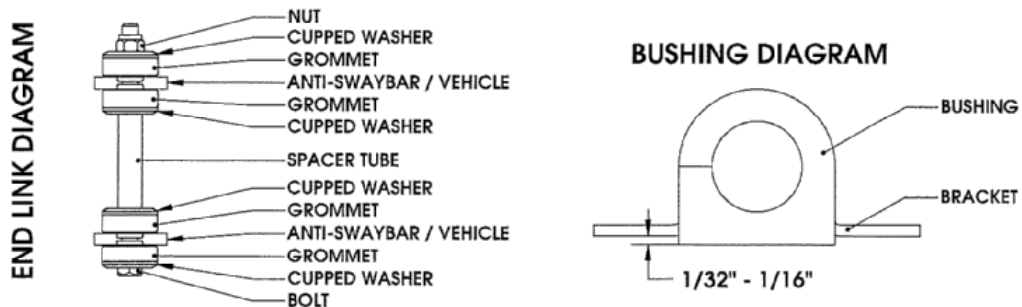 END LINK DIAGRAM
NUT
CUPPED WASHER
GROMMET
ANTI-SWAYBAR / VEHICLE
GROMMET
CUPPED WASHER
SPACER TUBE
CUPPED WASHER
GROMMET
ANTI-SWAYBAR / VEHICLE
GROMMET
CUPPED WASHER
BOLT
BUSHING DIAGRAM
BUSHING
BRACKET
1/32" - 1/16"